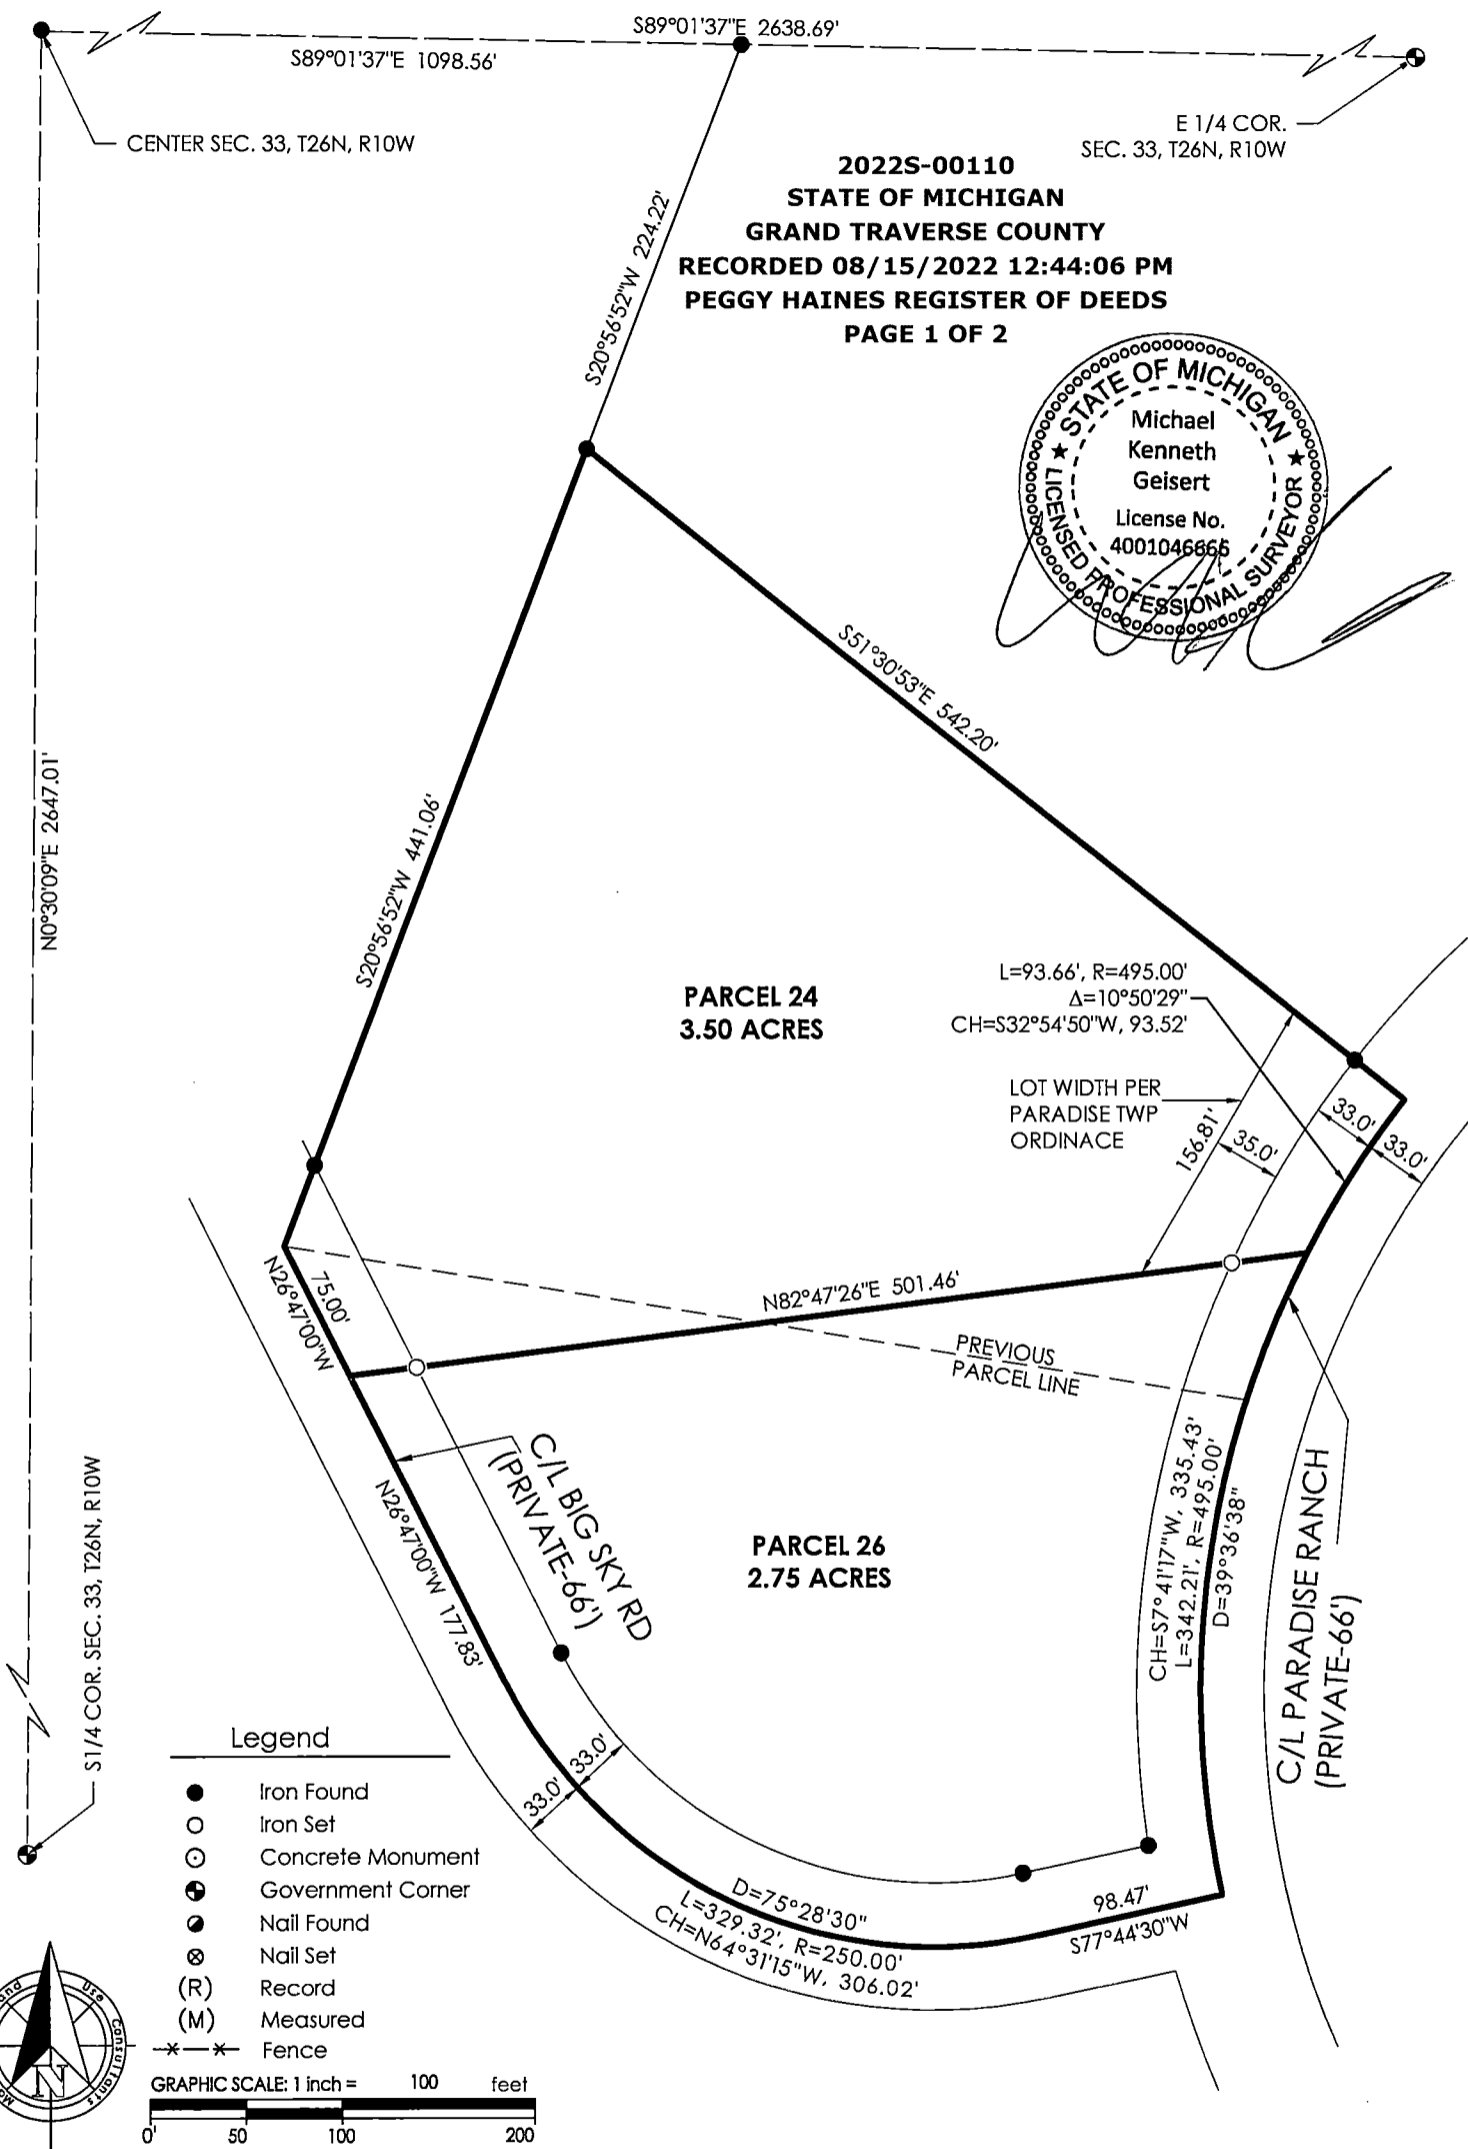 S89°01'37"E 2638.69'
S89°01'37"E 1098.56'
CENTER SEC. 33, T26N, R10W
E 1/4 COR.
SEC. 33, T26N, R10W
2022S-00110
STATE OF MICHIGAN
GRAND TRAVERSE COUNTY
RECORDED 08/15/2022 12:44:06 PM
PEGGY HAINES REGISTER OF DEEDS
PAGE 1 OF 2
S20°56'52"W 224.22'
STATE OF MICHIGAN
Michael
Kenneth
Geisert
License No.
4001046666
LICENSED PROFESSIONAL SURVEYOR
S51°30'53"E 542.20'
N0°30'09"E 2647.01'
S20°56'52"W 441.06'
PARCEL 24
3.50 ACRES
L=93.66', R=495.00'
Δ=10°50'29"
CH=S32°54'50"W, 93.52'
LOT WIDTH PER
PARADISE TWP
ORDINACE
156.81'
35.0'
33.0'
33.0'
75.00'
N26°47'00"W
N82°47'26"E 501.46'
PREVIOUS
PARCEL LINE
C/L BIG SKY RD
(PRIVATE-66')
N26°47'00"W 177.83'
PARCEL 26
2.75 ACRES
CH=S7°41'17"W, 335.43'
L=342.21', R=495.00'
D=39°36'38"
C/L PARADISE RANCH
(PRIVATE-66')
S1/4 COR. SEC. 33, T26N, R10W
33.0'
33.0'
D=75°28'30"
L=329.32', R=250.00'
CH=N64°31'15"W, 306.02'
98.47'
S77°44'30"W
Legend
Iron Found
Iron Set
Concrete Monument
Government Corner
Nail Found
Nail Set
(R) Record
(M) Measured
Fence
N
and Use Consultants
GRAPHIC SCALE: 1 inch = 100 feet
0' 50 100 200